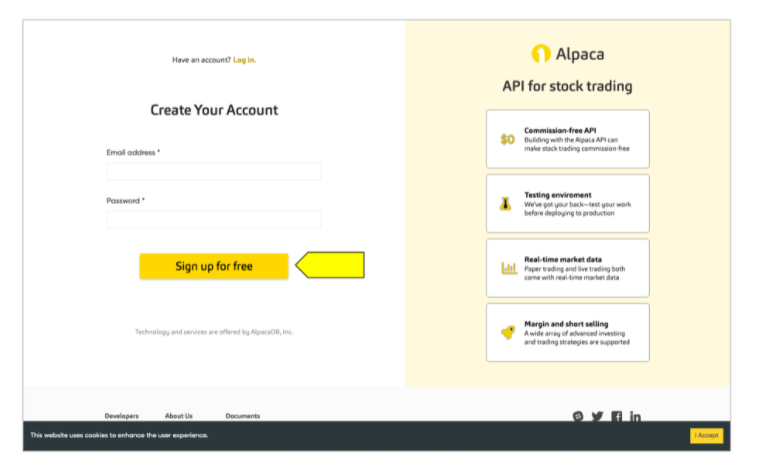 Have an account? Log in.
Create Your Account
Email address *
Password *
Sign up for free
Technology and services are offered by AlpacaDB, Inc.
Alpaca
API for stock trading
$0
Commission-free API
Building with the Alpaca API can
make stock trading commission-free
Testing enviroment
We've got your back—test your work
before deploying to production
Real-time market data
Paper trading and live trading both
come with real-time market data
Margin and short selling
A wide array of advanced investing
and trading strategies are supported
Developers About Us Documents
This website uses cookies to enhance the user experience.
I Accept